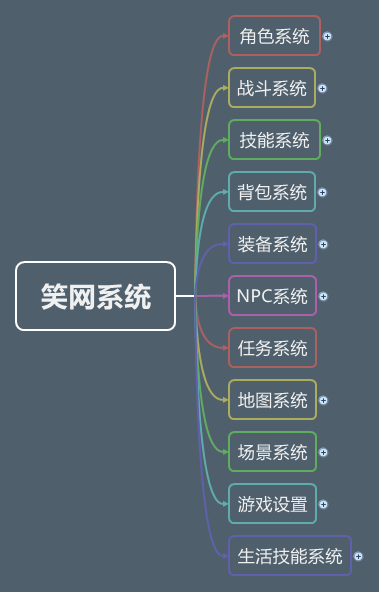 笑网系统
角色系统
战斗系统
技能系统
背包系统
装备系统
NPC系统
任务系统
地图系统
场景系统
游戏设置
生活技能系统